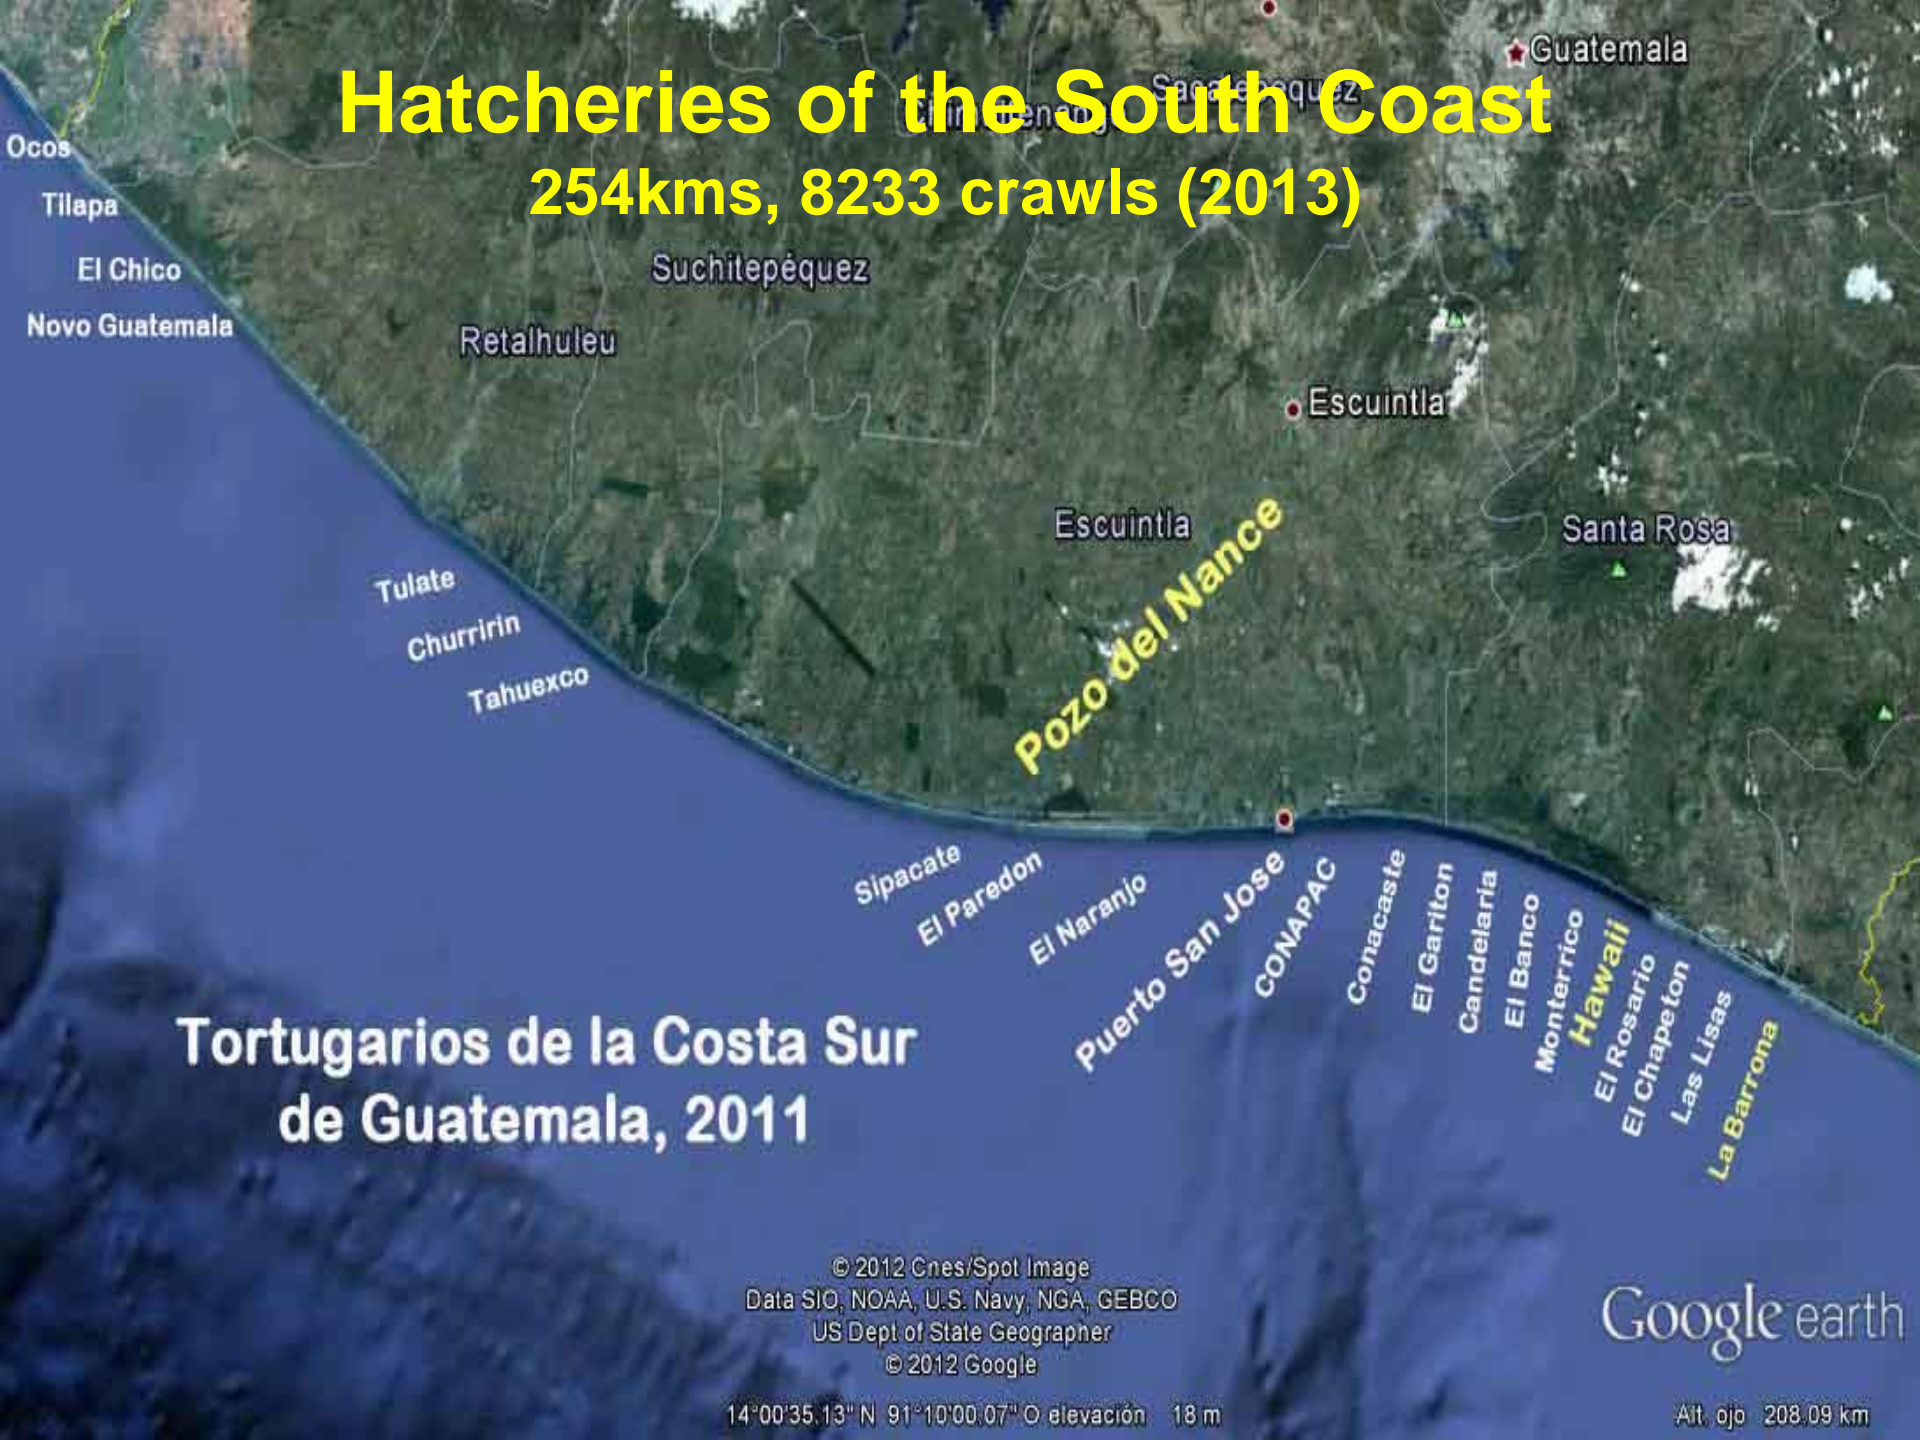 Guatemala
Hatcheries of the South Coast
Sacatepéquez
Chimaltenango
254kms, 8233 crawls (2013)
Ocos
Tilapa
El Chico
Novo Guatemala
Suchitepéquez
Retalhuleu
Escuintla
Escuintla
Santa Rosa
Pozo del Nance
Tulate
Churririn
Tahuexco
Sipacate
El Paredon
El Naranjo
Puerto San Jose
CONAPAC
Conacaste
El Gariton
Candelaria
El Banco
Monterrico
Hawaii
El Rosario
El Chapeton
Las Lisas
La Barrona
Tortugarios de la Costa Sur
de Guatemala, 2011
© 2012 Cnes/Spot Image
Data SIO, NOAA, U.S. Navy, NGA, GEBCO
US Dept of State Geographer
© 2012 Google
Google earth
14°00'35.13" N 91°10'00.07" O elevación 18 m
Alt. ojo 208.09 km